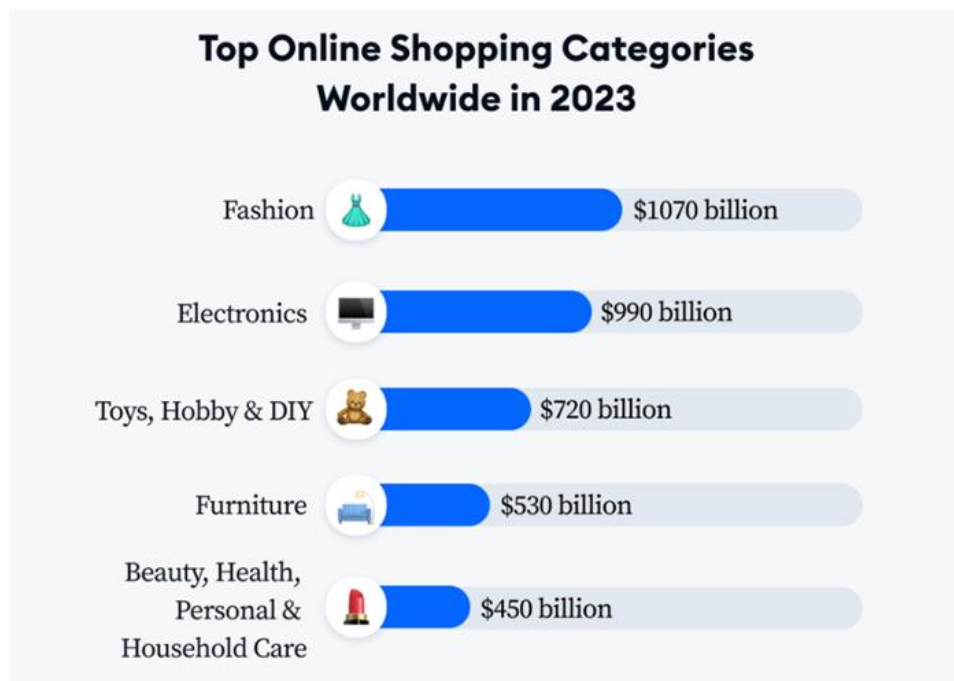 Top Online Shopping Categories
Worldwide in 2023
Fashion
$1070 billion
Electronics
$990 billion
Toys, Hobby & DIY
$720 billion
Furniture
$530 billion
Beauty, Health,
Personal &
Household Care
$450 billion